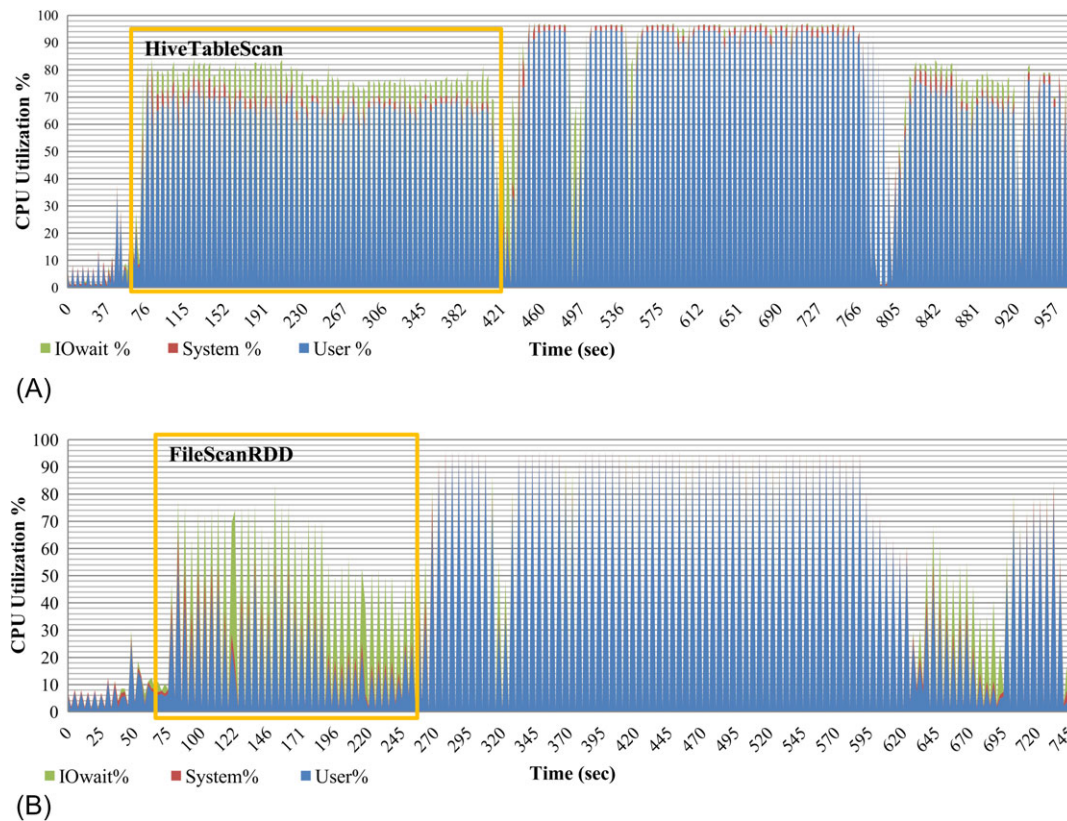 100
90
80
70
60
50
40
30
20
10
0
CPU Utilization %
HiveTableScan
0 37 76 115 152 191 230 267 306 345 382 421 460 497 536 575 612 651 690 727 766 805 842 881 920 957
IOwait % System % User % Time (sec)
(A)
100
90
80
70
60
50
40
30
20
10
0
CPU Utilization %
FileScanRDD
0 25 50 75 100 122 146 171 196 220 245 270 295 320 345 370 395 420 445 470 495 520 545 570 595 620 645 670 695 720 745
IOwait% System% User% Time (sec)
(B)